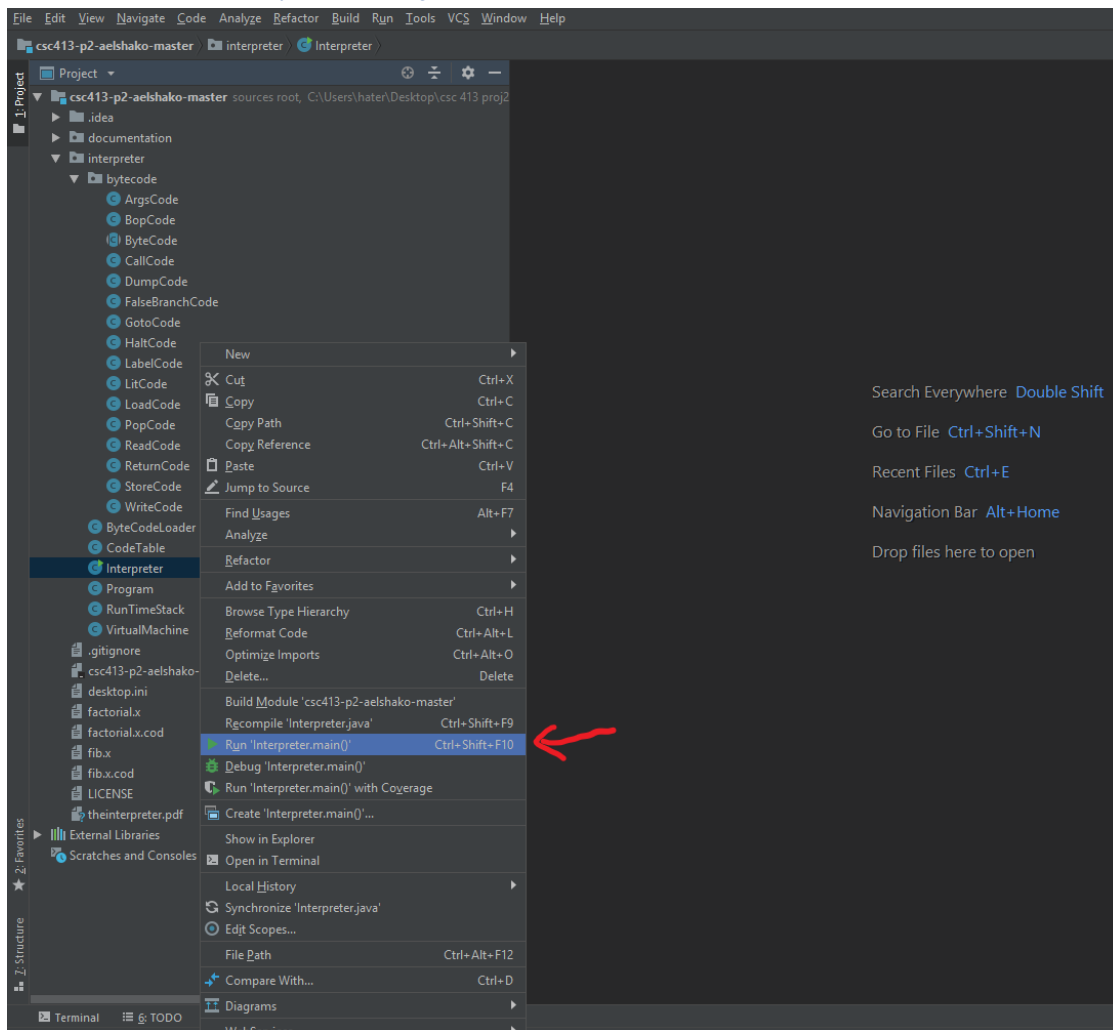 File Edit View Navigate Code Analyze Refactor Build Run Tools VCS Window Help
csc413-p2-aelshako-master interpreter Interpreter
Project
1: Project
csc413-p2-aelshako-master sources root, C:\Users\hater\Desktop\csc 413 proj2
.idea
documentation
interpreter
bytecode
ArgsCode
BopCode
ByteCode
CallCode
DumpCode
FalseBranchCode
GotoCode
HaltCode
LabelCode
LitCode
LoadCode
PopCode
ReadCode
ReturnCode
StoreCode
WriteCode
ByteCodeLoader
CodeTable
Interpreter
Program
RunTimeStack
VirtualMachine
.gitignore
csc413-p2-aelshako-
desktop.ini
factorial.x
factorial.x.cod
fib.x
fib.x.cod
LICENSE
theinterpreter.pdf
External Libraries
Scratches and Consoles
New
Cut Ctrl+X
Copy Ctrl+C
Copy Path Ctrl+Shift+C
Copy Reference Ctrl+Alt+Shift+C
Paste Ctrl+V
Jump to Source F4
Find Usages Alt+F7
Analyze
Refactor
Add to Favorites
Browse Type Hierarchy Ctrl+H
Reformat Code Ctrl+Alt+L
Optimize Imports Ctrl+Alt+O
Delete... Delete
Build Module 'csc413-p2-aelshako-master'
Recompile 'Interpreter.java' Ctrl+Shift+F9
Run 'Interpreter.main()' Ctrl+Shift+F10
Debug 'Interpreter.main()'
Run 'Interpreter.main()' with Coverage
Create 'Interpreter.main()'...
Show in Explorer
Open in Terminal
Local History
Synchronize 'Interpreter.java'
Edit Scopes...
File Path Ctrl+Alt+F12
Compare With... Ctrl+D
Diagrams
Search Everywhere Double Shift
Go to File Ctrl+Shift+N
Recent Files Ctrl+E
Navigation Bar Alt+Home
Drop files here to open
2: Favorites
7: Structure
Terminal 6: TODO